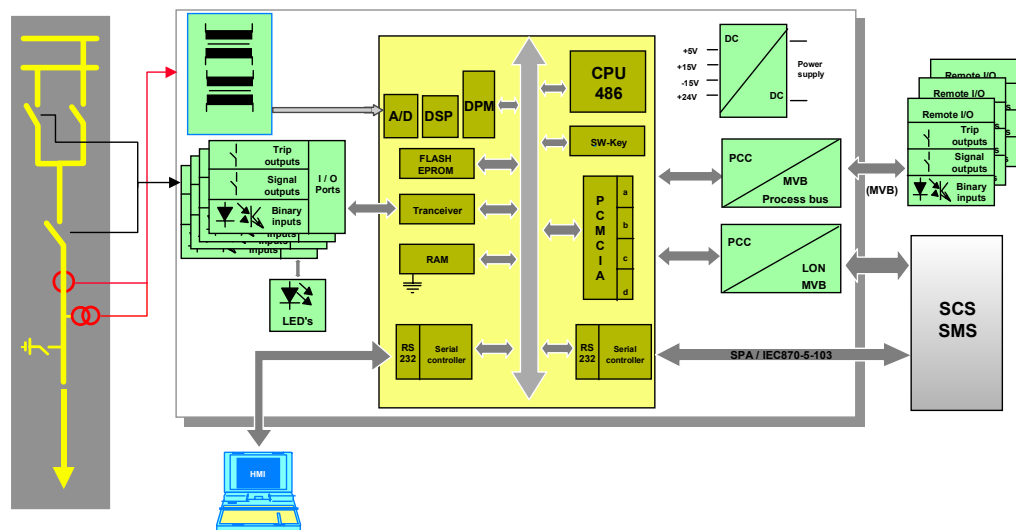 DC
+5V
+15V
-15V
+24V
Power
supply
DC
CPU
486
A/D
DSP
DPM
SW-Key
FLASH
EPROM
Tranceiver
RAM
RS
232
Serial
controller
P
C
M
C
I
A
a
b
c
d
RS
232
Serial
controller
Trip
outputs
Signal
outputs
Binary
inputs
I / O
Ports
inputs
inputs
LED's
PCC
MVB
Process bus
(MVB)
PCC
LON
MVB
Remote I/O
Remote I/O
Remote I/O
Trip
outputs
Signal
outputs
Binary
inputs
SCS
SMS
SPA / IEC870-5-103
HMI